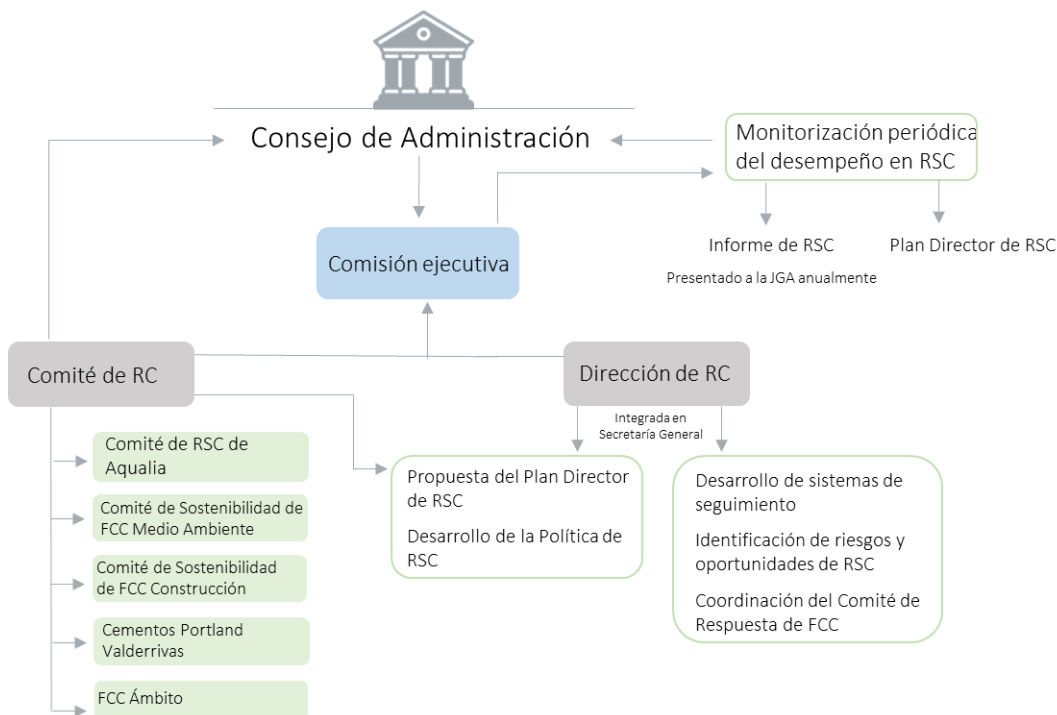 Consejo de Administración
Monitorización periódica
del desempeño en RSC
Informe de RSC
Presentado a la JGA anualmente
Plan Director de RSC
Comisión ejecutiva
Comité de RC
Dirección de RC
Integrada en
Secretaría General
Comité de RSC de
Aqualia
Comité de Sostenibilidad de
FCC Medio Ambiente
Comité de Sostenibilidad
de FCC Construcción
Cementos Portland
Valderrivas
FCC Ámbito
Propuesta del Plan Director
de RSC
Desarrollo de la Política de
RSC
Desarrollo de sistemas de
seguimiento
Identificación de riesgos y
oportunidades de RSC
Coordinación del Comité de
Respuesta de FCC